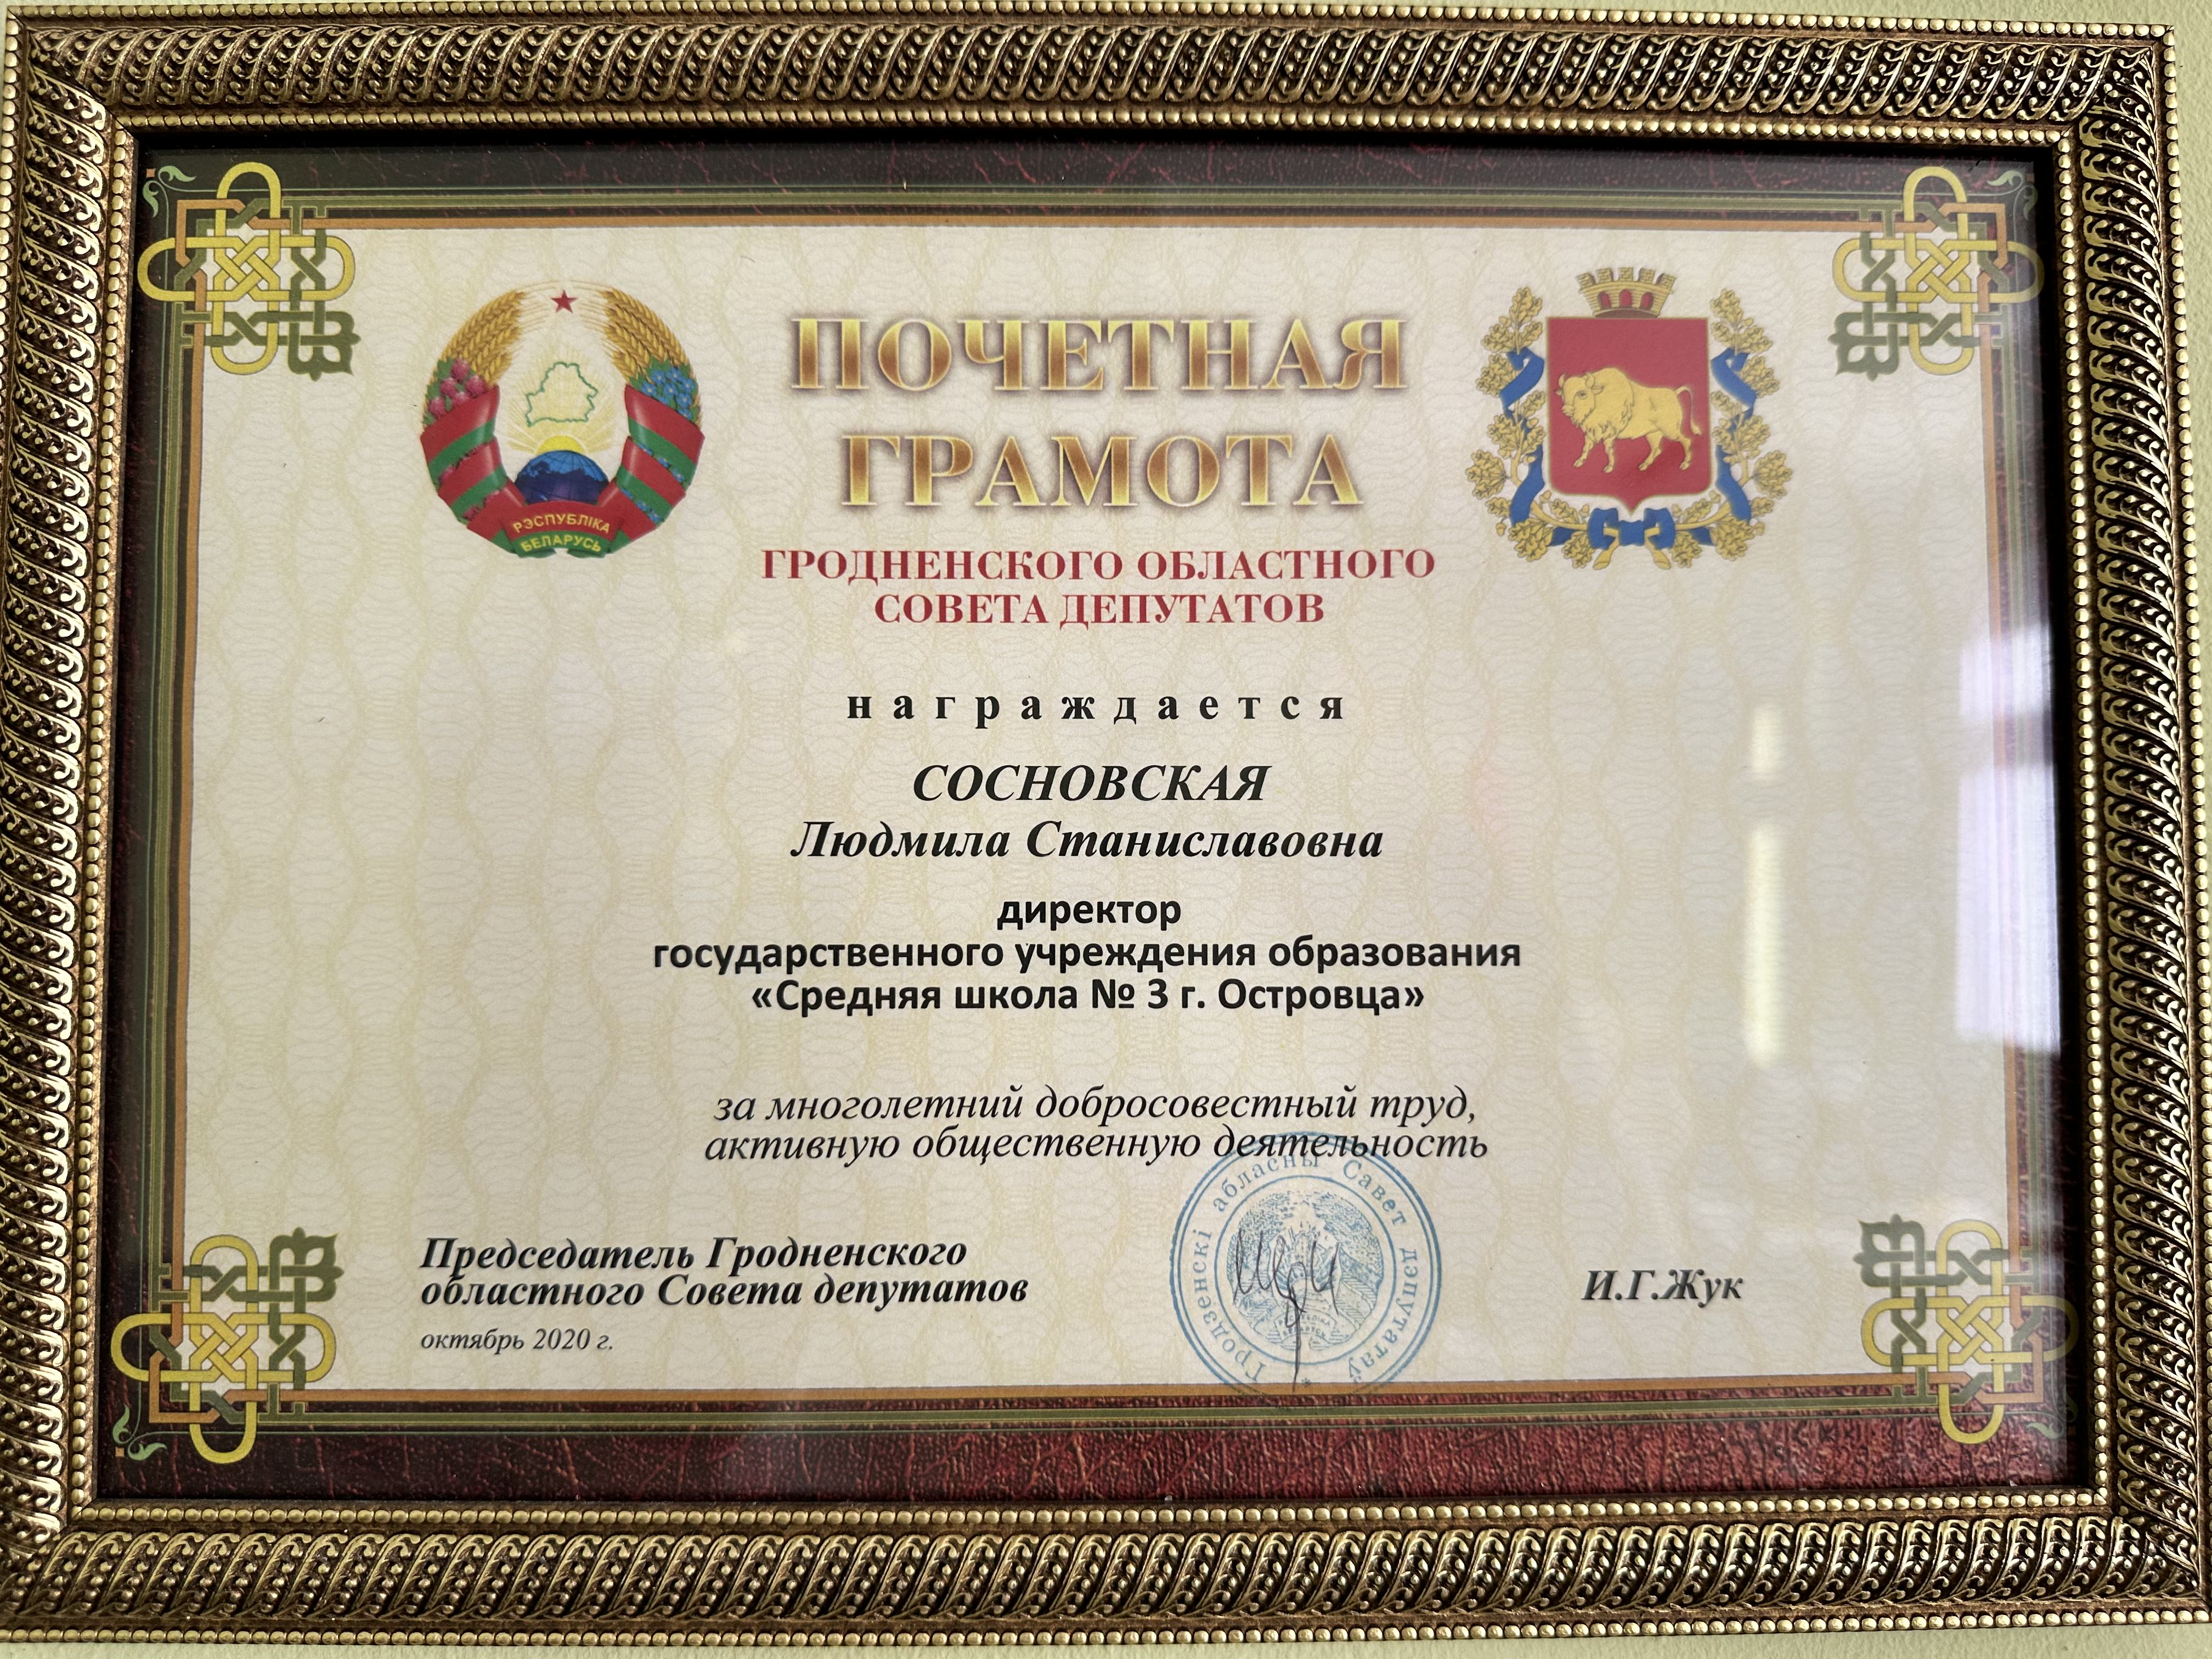 ПОЧЕТНАЯ
ГРАМОТА
РЭСПУБЛІКА
БЕЛАРУСЬ
ГРОДНЕНСКОГО ОБЛАСТНОГО
СОВЕТА ДЕПУТАТОВ
награждается
СОСНОВСКАЯ
Людмила Станиславовна
директор
государственного учреждения образования
«Средняя школа № 3 г. Островца»
за многолетний добросовестный труд,
активную общественную деятельность
Гродзенскі абласны Савет дэпутатаў
Председатель Гродненского
областного Совета депутатов
И.Г.Жук
октябрь 2020 г.